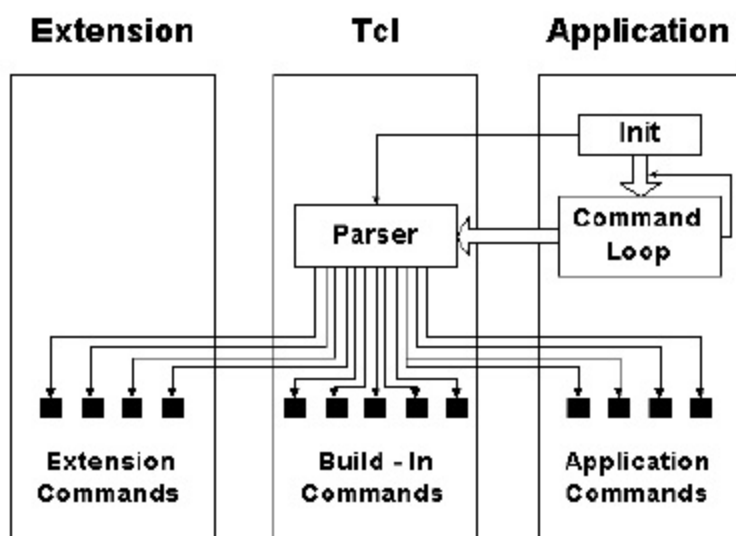 Extension Tcl Application
Init
Command
Loop
Parser
Extension
Commands
Build - In
Commands
Application
Commands